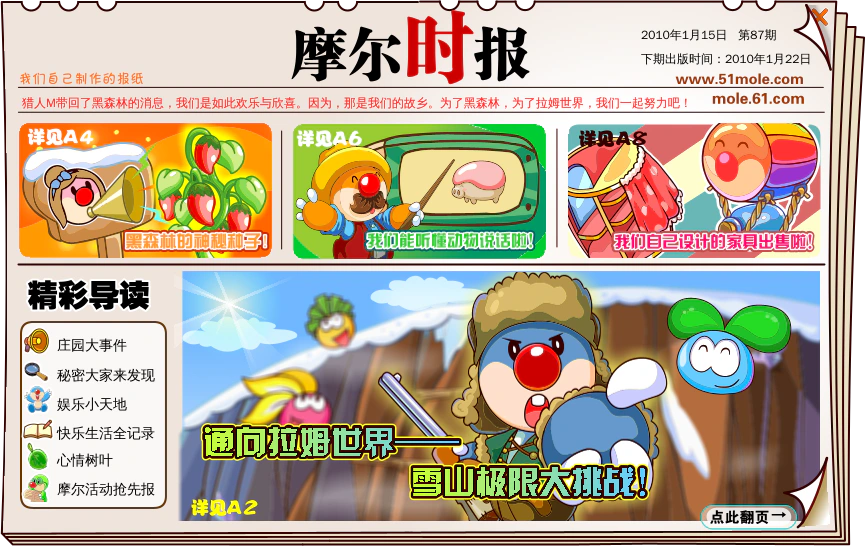 摩尔时报
2010年1月15日 第87期
下期出版时间：2010年1月22日
我们自己制作的报纸
www.51mole.com
mole.61.com
猎人M带回了黑森林的消息，我们是如此欢乐与欣喜。因为，那是我们的故乡。为了黑森林，为了拉姆世界，我们一起努力吧！
详见A4
黑森林的神秘种子！
详见A6
我们能听懂动物说话啦！
详见A8
我们自己设计的家具出售啦！
精彩导读
庄园大事件
秘密大家来发现
娱乐小天地
快乐生活全记录
心情树叶
摩尔活动抢先报
通向拉姆世界——
雪山极限大挑战！
详见A2
点此翻页→